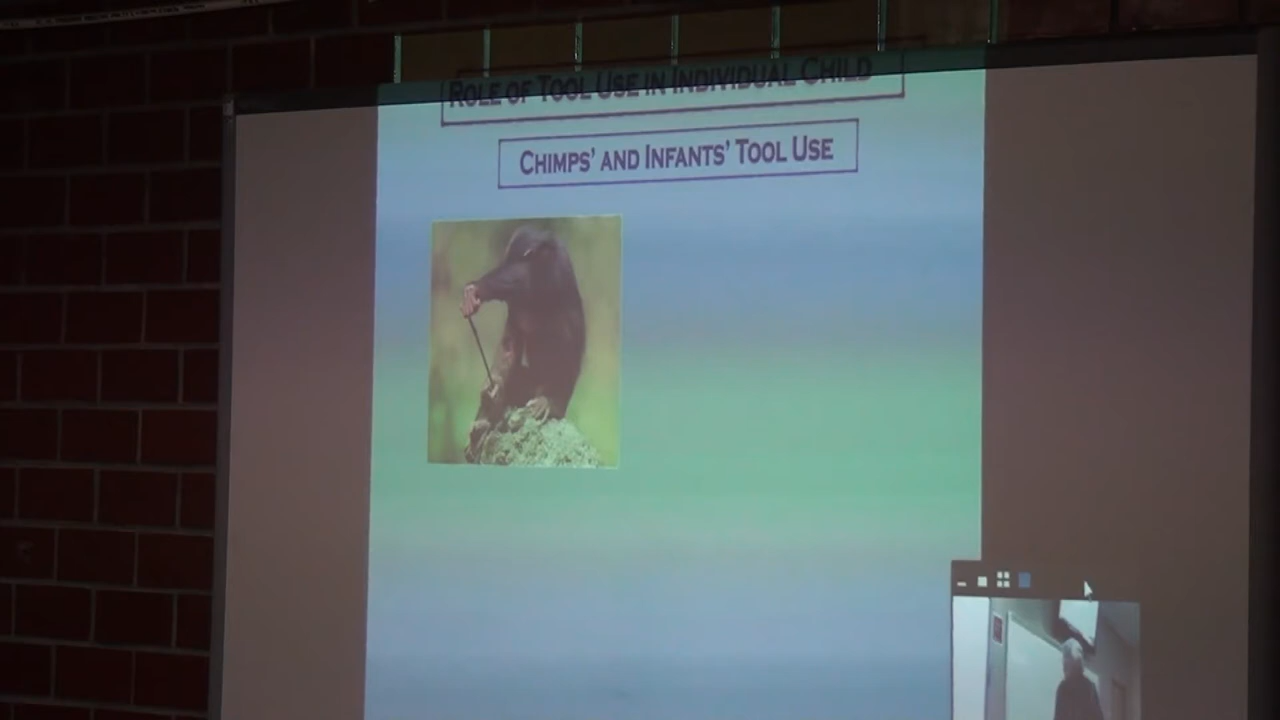 ROLE OF TOOL USE IN INDIVIDUAL CHILD
CHIMPS' AND INFANTS' TOOL USE